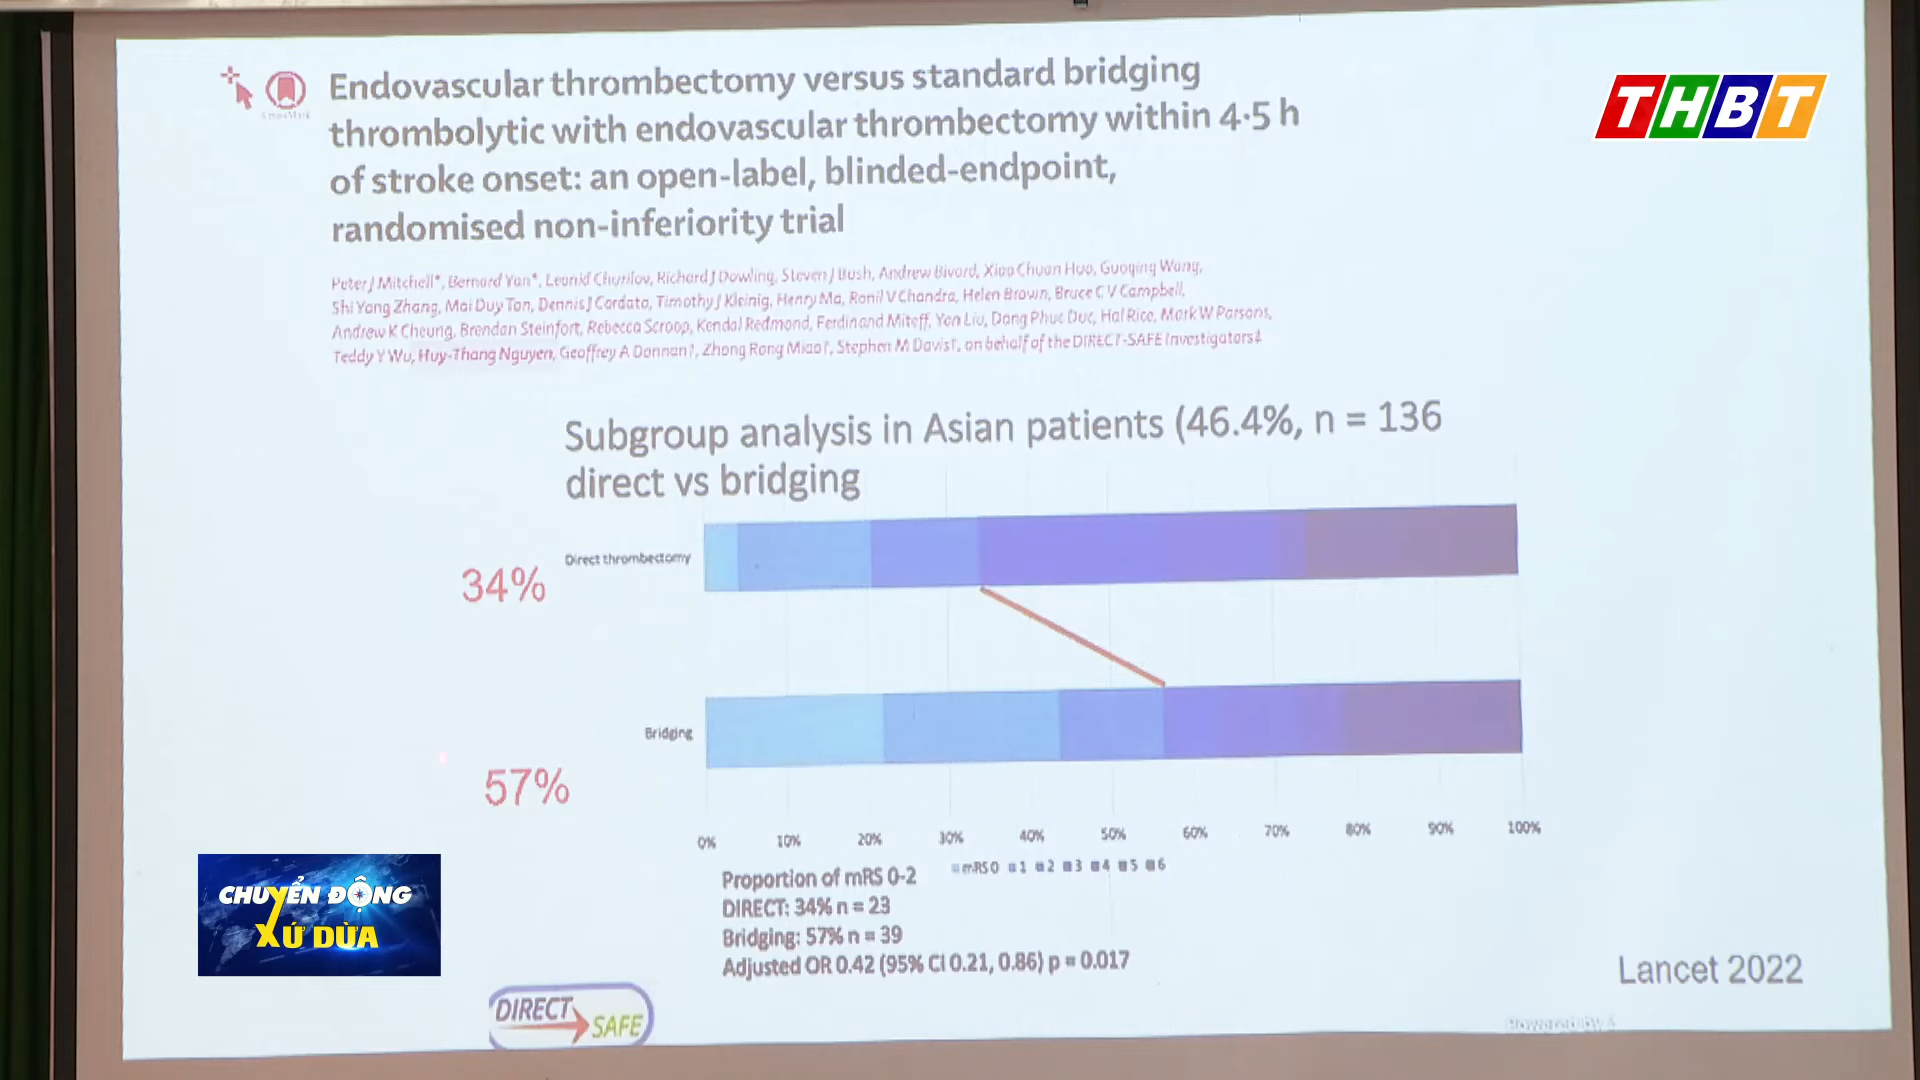 Endovascular thrombectomy versus standard bridging
thrombolytic with endovascular thrombectomy within 4·5 h
of stroke onset: an open-label, blinded-endpoint,
randomised non-inferiority trial
THBT
Peter J Mitchell*, Bernard Yan*, Leonid Churilov, Richard J Dowling, Steven J Bush, Andrew Bivard, Xiao Chuan Huo, Guoqing Wang,
Shi Yong Zhang, Mai Duy Ton, Dennis J Cordato, Timothy J Kleinig, Henry Ma, Ronil V Chandra, Helen Brown, Bruce C V Campbell,
Andrew K Cheung, Brendan Steinfort, Rebecca Scroop, Kendal Redmond, Ferdinand Miteff, Yan Liu, Dang Phuc Duc, Hal Rice, Mark W Parsons,
Teddy Y Wu, Huy-Thang Nguyen, Geoffrey A Donnan†, Zhong Rong Miao†, Stephen M Davis†, on behalf of the DIRECT-SAFE Investigators‡
Subgroup analysis in Asian patients (46.4%, n = 136
direct vs bridging
Direct thrombectomy
34%
Bridging
57%
0% 10% 20% 30% 40% 50% 60% 70% 80% 90% 100%
mRS 0 1 2 3 4 5 6
Proportion of mRS 0-2
DIRECT: 34% n = 23
Bridging: 57% n = 39
Adjusted OR 0.42 (95% CI 0.21, 0.86) p = 0.017
CHUYỂN ĐỘNG
XỨ DỪA
DIRECT
SAFE
Lancet 2022